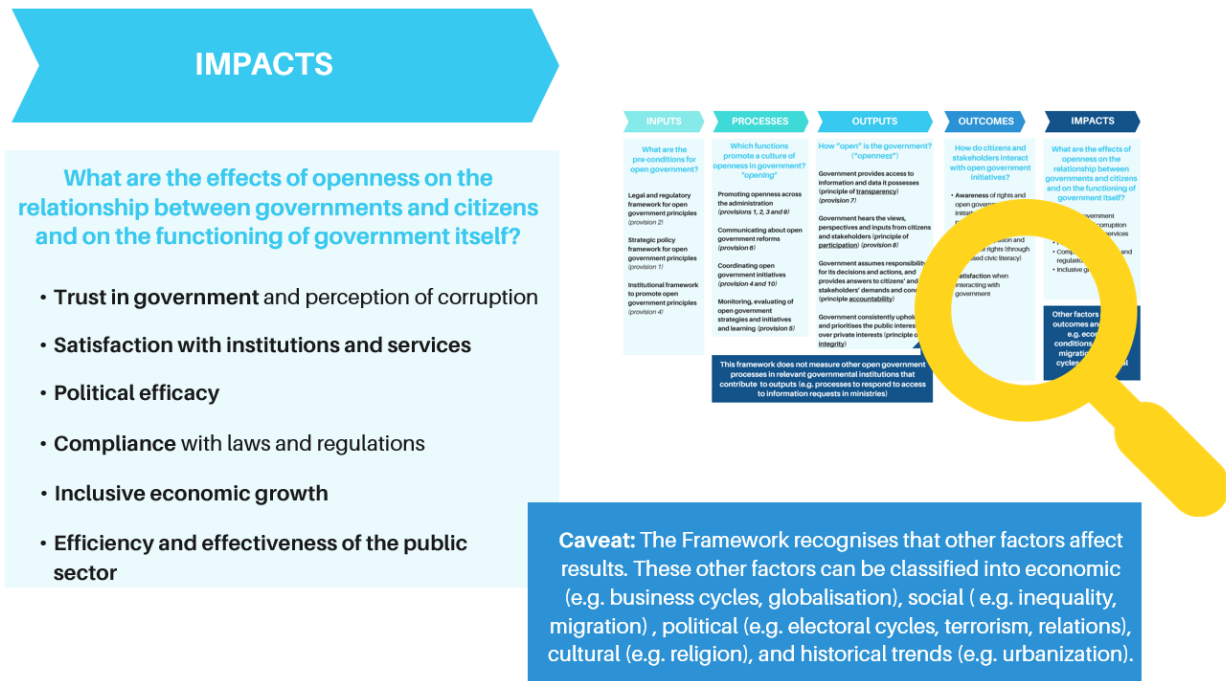 IMPACTS
What are the effects of openness on the
relationship between governments and citizens
and on the functioning of government itself?
• Trust in government and perception of corruption
• Satisfaction with institutions and services
• Political efficacy
• Compliance with laws and regulations
• Inclusive economic growth
• Efficiency and effectiveness of the public
sector
INPUTS
What are the
pre-conditions for
open government?
Legal and regulatory
framework for open
government principles
(provision 2)
Strategic policy
framework for open
government principles
(provision 1)
Institutional framework
to promote open
government principles
(provision 4)
PROCESSES
Which functions
promote a culture of
openness in government?
"opening"
Promoting openness across
the administration
(provisions 1, 2, 3 and 9)
Communicating about open
government reforms
(provision 6)
Coordinating open
government initiatives
(provision 4 and 10)
Monitoring, evaluating of
open government
strategies and initiatives
and learning (provision 5)
OUTPUTS
How "open" is the government?
("openness")
Government provides access to
information and data it possesses
(principle of transparency)
(provision 7)
Government hears the views,
perspectives and inputs from citizens
and stakeholders (principle of
participation) (provision 8)
Government assumes responsibility
for its decisions and actions, and
provides answers to citizens' and
stakeholders' demands and
(principle accountability)
Government consistently
and prioritises the public interest
over private interests (principle
integrity)
This framework does not measure other open government
processes in relevant governmental institutions that
contribute to outputs (e.g. processes to respond to access
to information requests in ministries)
OUTCOMES
How do citizens and
stakeholders interact
with open government
initiatives?
• Awareness of rights and
open
and
rights (through
civic literacy)
when
interacting with
government
IMPACTS
What are the effects of
openness on the
relationship between
governments and citizens
and on the functioning of
government itself?
corruption
services
and
• Inclusive
Other factors
outcomes
e.g.
conditions
Caveat: The Framework recognises that other factors affect
results. These other factors can be classified into economic
(e.g. business cycles, globalisation), social ( e.g. inequality,
migration) , political (e.g. electoral cycles, terrorism, relations),
cultural (e.g. religion), and historical trends (e.g. urbanization).